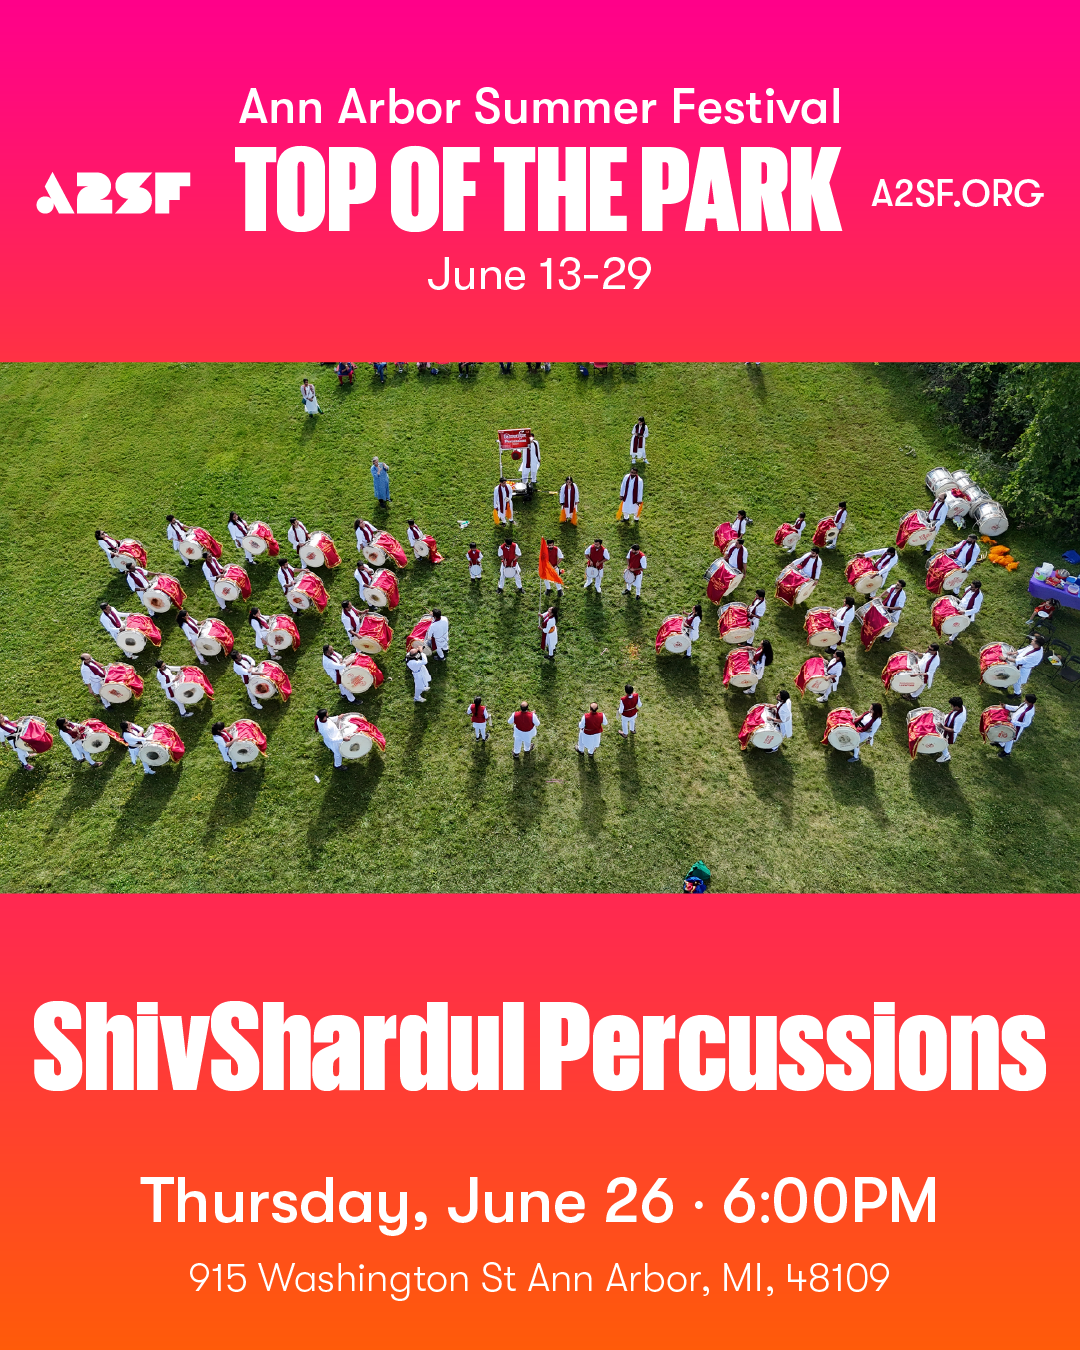 Ann Arbor Summer Festival
A2SF
TOP OF THE PARK
A2SF.ORG
June 13-29
ShivShardul Percussions
Thursday, June 26 · 6:00PM
915 Washington St Ann Arbor, MI, 48109